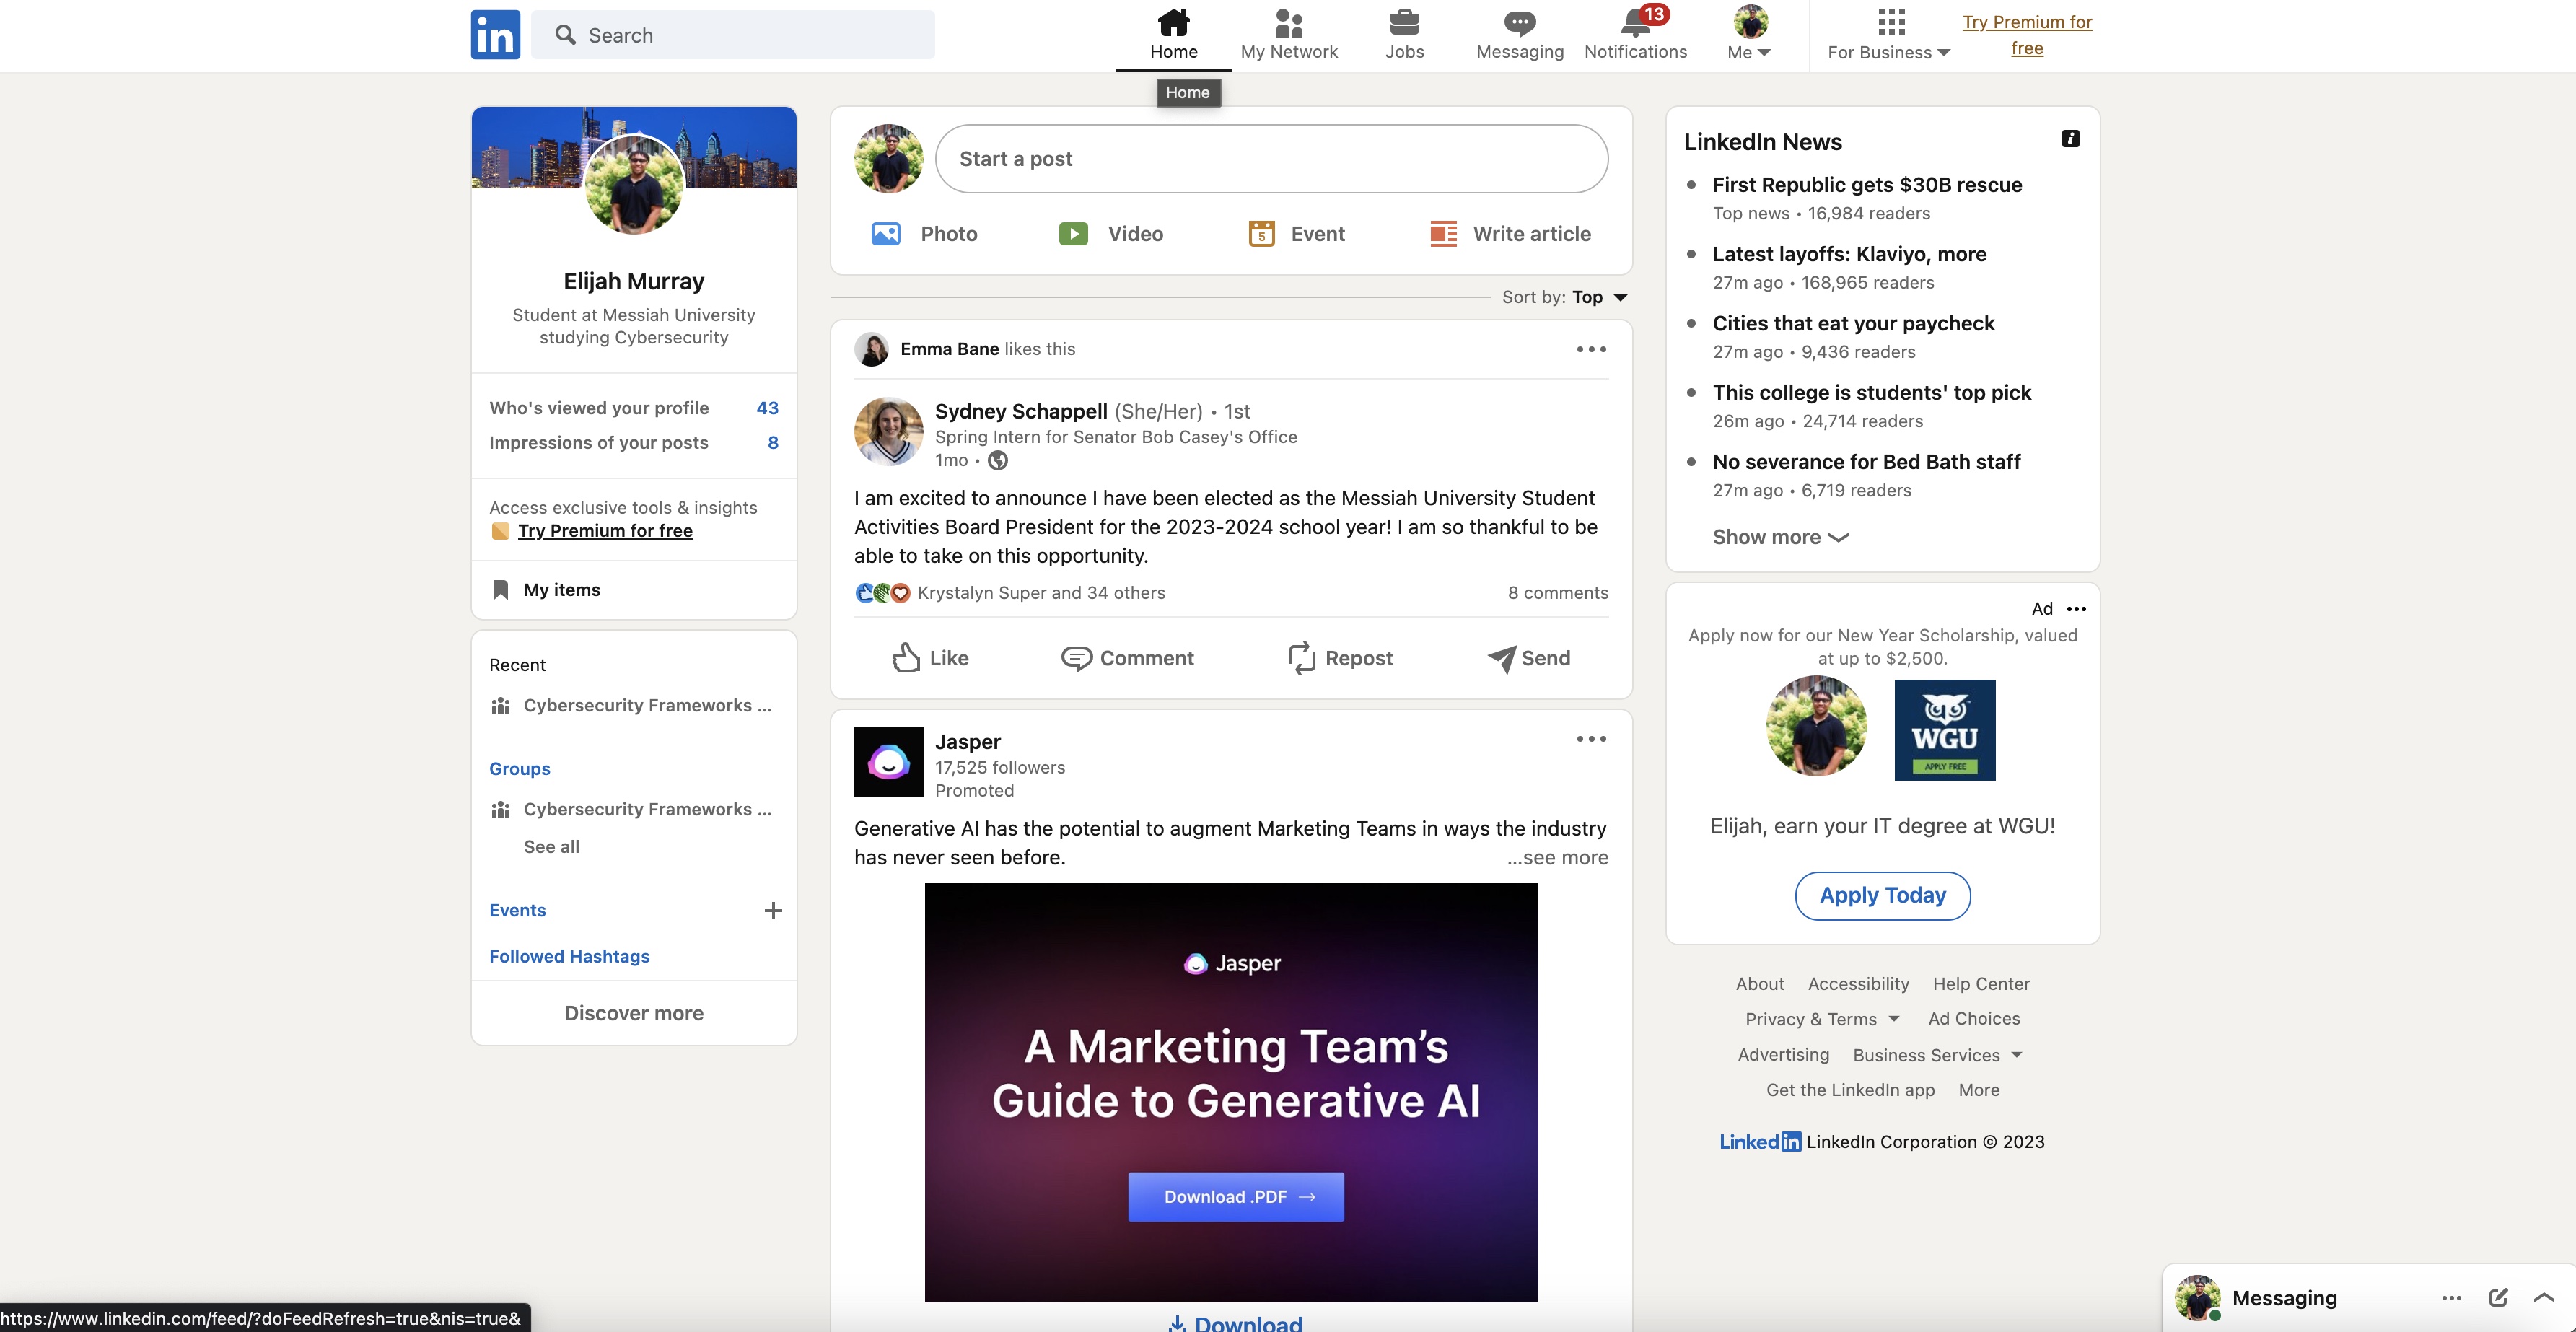 in
Search
Home
My Network
Jobs
Messaging
13
Notifications
Me
For Business
Try Premium for
free
Home
Elijah Murray
Student at Messiah University
studying Cybersecurity
Who's viewed your profile 43
Impressions of your posts 8
Access exclusive tools & insights
Try Premium for free
My items
Recent
Cybersecurity Frameworks ...
Groups
Cybersecurity Frameworks ...
See all
Events
Followed Hashtags
Discover more
Start a post
Photo
Video
5
Event
Write article
Sort by: Top
Emma Bane likes this
Sydney Schappell (She/Her) • 1st
Spring Intern for Senator Bob Casey's Office
1mo •
I am excited to announce I have been elected as the Messiah University Student
Activities Board President for the 2023-2024 school year! I am so thankful to be
able to take on this opportunity.
Krystalyn Super and 34 others
8 comments
Like
Comment
Repost
Send
Jasper
17,525 followers
Promoted
Generative AI has the potential to augment Marketing Teams in ways the industry
has never seen before.
...see more
Jasper
A Marketing Team’s
Guide to Generative AI
Download .PDF →
Download
LinkedIn News
First Republic gets $30B rescue
Top news • 16,984 readers
Latest layoffs: Klaviyo, more
27m ago • 168,965 readers
Cities that eat your paycheck
27m ago • 9,436 readers
This college is students' top pick
26m ago • 24,714 readers
No severance for Bed Bath staff
27m ago • 6,719 readers
Show more
Ad
Apply now for our New Year Scholarship, valued
at up to $2,500.
WGU
APPLY FREE
Elijah, earn your IT degree at WGU!
Apply Today
About Accessibility Help Center
Privacy & Terms Ad Choices
Advertising Business Services
Get the LinkedIn app More
LinkedIn LinkedIn Corporation © 2023
Messaging
https://www.linkedin.com/feed/?doFeedRefresh=true&nis=true&